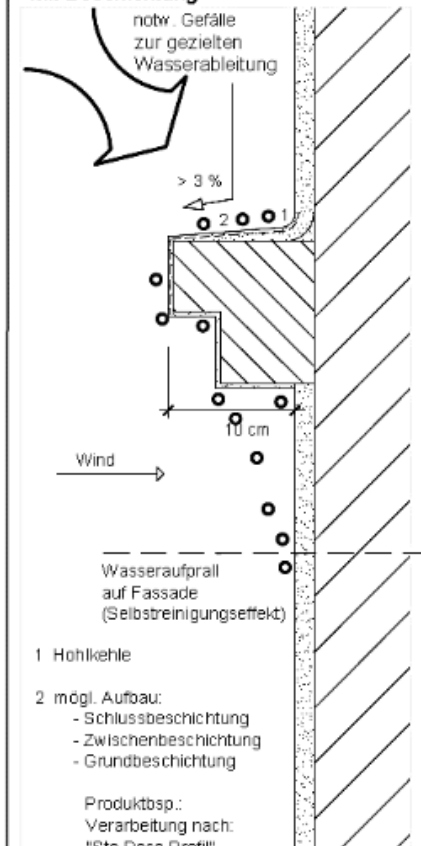 notw. Gefälle
zur gezielten
Wasserableitung
> 3 %
2 1
10 cm
Wind
Wasseraufprall
auf Fassade
(Selbstreinigungseffekt)
1 Hohlkehle
2 mögl. Aufbau:
- Schlussbeschichtung
- Zwischenbeschichtung
- Grundbeschichtung
Produktbsp.:
Verarbeitung nach: